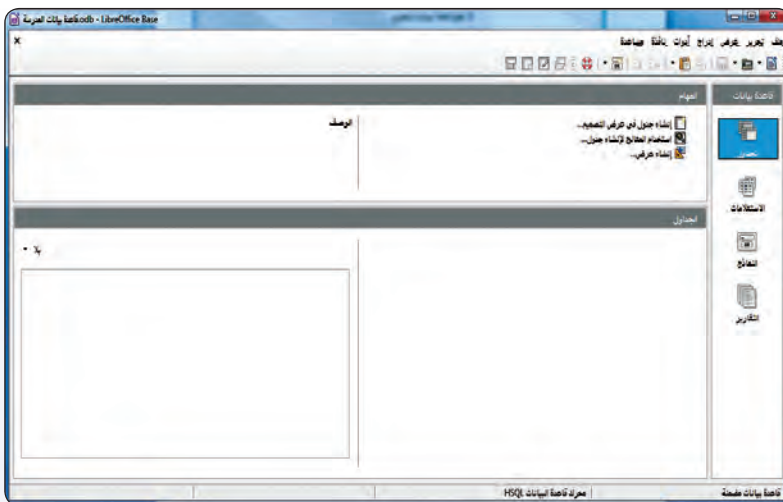 قاعدة بيانات المدرسة.odb - LibreOffice Base
ملف تحرير عرض إدراج أدوات نافذة مساعدة
قاعدة بيانات
المهام
جداول
الاستعلامات
النماذج
التقارير
إنشاء جدول في عرض التصميم...
استخدام المعالج لإنشاء جدول...
إنشاء عرض...
الوصف
الجداول
بلا
قاعدة بيانات مضمنة
محرك قاعدة البيانات HSQL